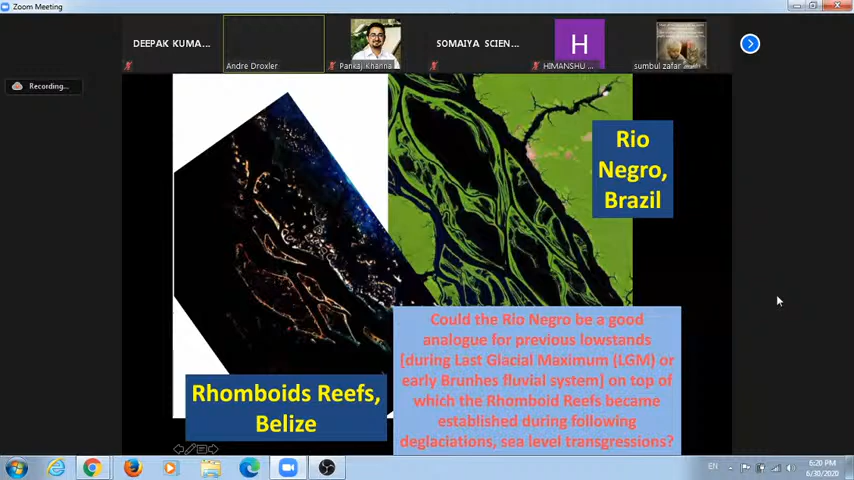 Zoom Meeting
DEEPAK KUMA...
Andre Droxler
Pankaj Khanna
SOMAIYA SCIEN...
H
HIMANSHU ...
sumbul zafar
Recording...
Rio
Negro,
Brazil
Could the Rio Negro be a good
analogue for previous lowstands
[during Last Glacial Maximum (LGM) or
early Brunhes fluvial system] on top of
which the Rhomboid Reefs became
established during following
deglaciations, sea level transgressions?
Rhomboids Reefs,
Belize
EN
6:20 PM
6/30/2020